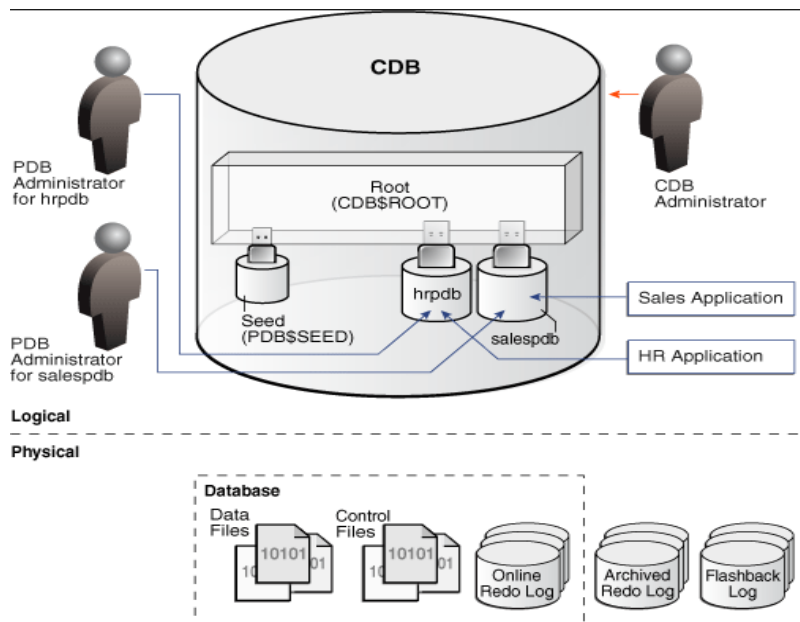 CDB
PDB
Administrator
for hrpdb
Root
(CDB$ROOT)
CDB
Administrator
Seed
(PDB$SEED)
hrpdb
salespdb
Sales Application
HR Application
PDB
Administrator
for salespdb
Logical
Physical
Database
Data
Files
10101
10
01
Control
Files
10101
10
01
Online
Redo Log
Archived
Redo Log
Flashback
Log